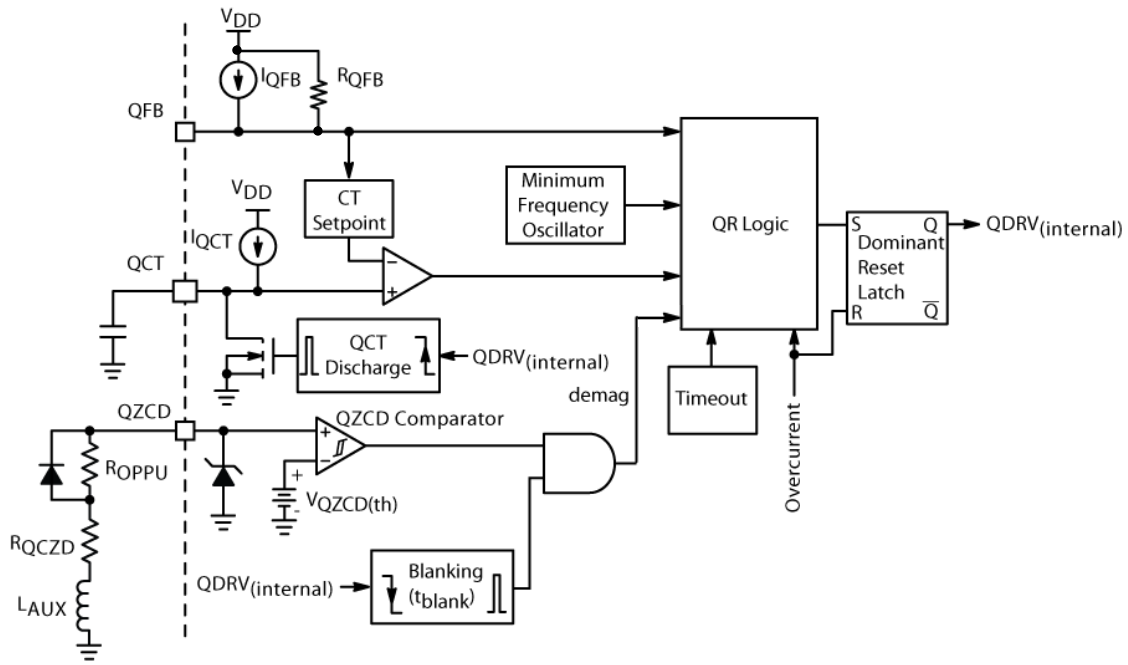 VDD
IQFB
RQFB
QFB
CT
Setpoint
Minimum
Frequency
Oscillator
QR Logic
S
Q
Dominant
Reset
Latch
R
Q̅
QDRV(internal)
VDD
IQCT
QCT
-
+
QCT
Discharge
QDRV(internal)
demag
Timeout
Overcurrent
QZCD
QZCD Comparator
+
-
+
-
VQZCD(th)
ROPPU
RQCZD
LAUX
QDRV(internal)
Blanking
(tblank)